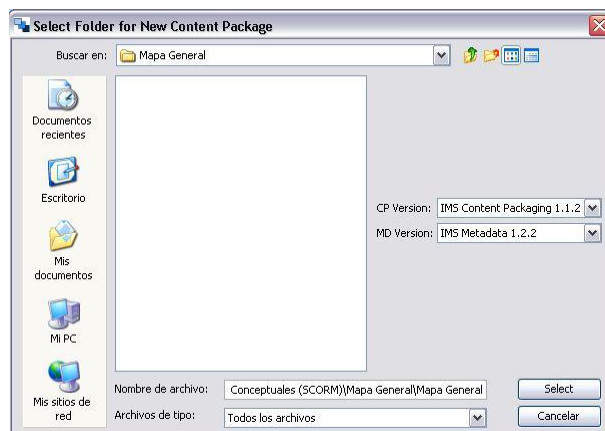 Select Folder for New Content Package
Buscar en:
Mapa General
Documentos
recientes
Escritorio
Mis
documentos
Mi PC
Mis sitios de
red
CP Version:
IMS Content Packaging 1.1.2
MD Version:
IMS Metadata 1.2.2
Nombre de archivo:
Conceptuales (SCORM)\Mapa General\Mapa General
Select
Archivos de tipo:
Todos los archivos
Cancelar